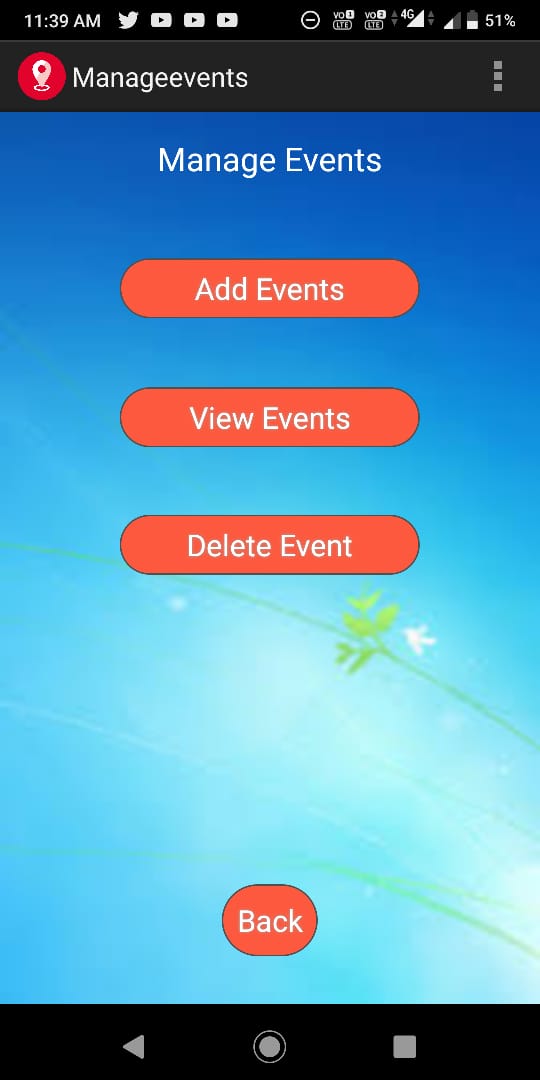 11:39 AM VO 1 LTE VO 2 LTE 4G 51%
Manageevents
Manage Events
Add Events
View Events
Delete Event
Back